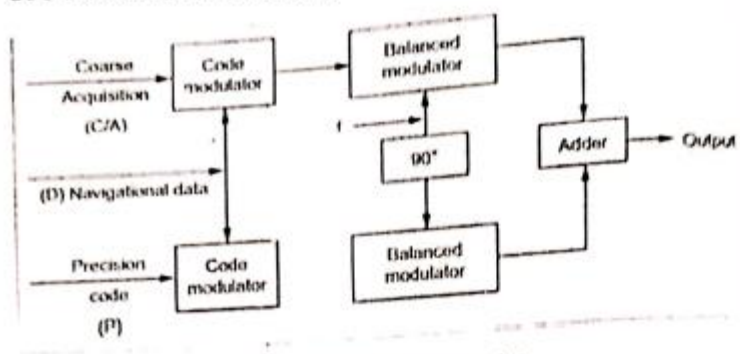 Coarse
Acquisition
(C/A)
Code
modulator
Balanced
modulator
f
90°
Adder
Output
(D) Navigational data
Precision
code
(P)
Code
modulator
Balanced
modulator